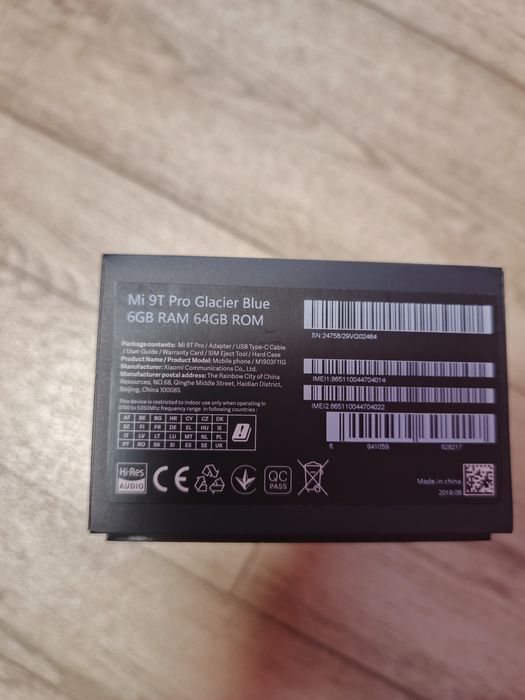 Mi 9T Pro Glacier Blue
6GB RAM 64GB ROM
Package contents: Mi 9T Pro / Adapter / USB Type-C Cable
/ User Guide / Warranty Card / SIM Eject Tool / Hard Case
Product Name / Product Model: Mobile phone / M1903F11G
Manufacturer: Xiaomi Communications Co., Ltd.
Manufacturer postal address: The Rainbow City of China
Resources, NO.68, Qinghe Middle Street, Haidian District,
Beijing, China 100085
This device is restricted to indoor use only when operating in
5150 to 5350Mhz frequency range in following countries :
AT BE BG HR CY CZ DK
EE FI FR DE EL HU IE
IT LV LT LU MT NL PL
PT RO SK SI ES SE UK
Hi-Res
AUDIO
CE
QC
PASS
SN:24758/29VQ02484
IMEI1:865110044704014
IMEI2:865110044704022
6 941059 628217
Made in china
2019.08